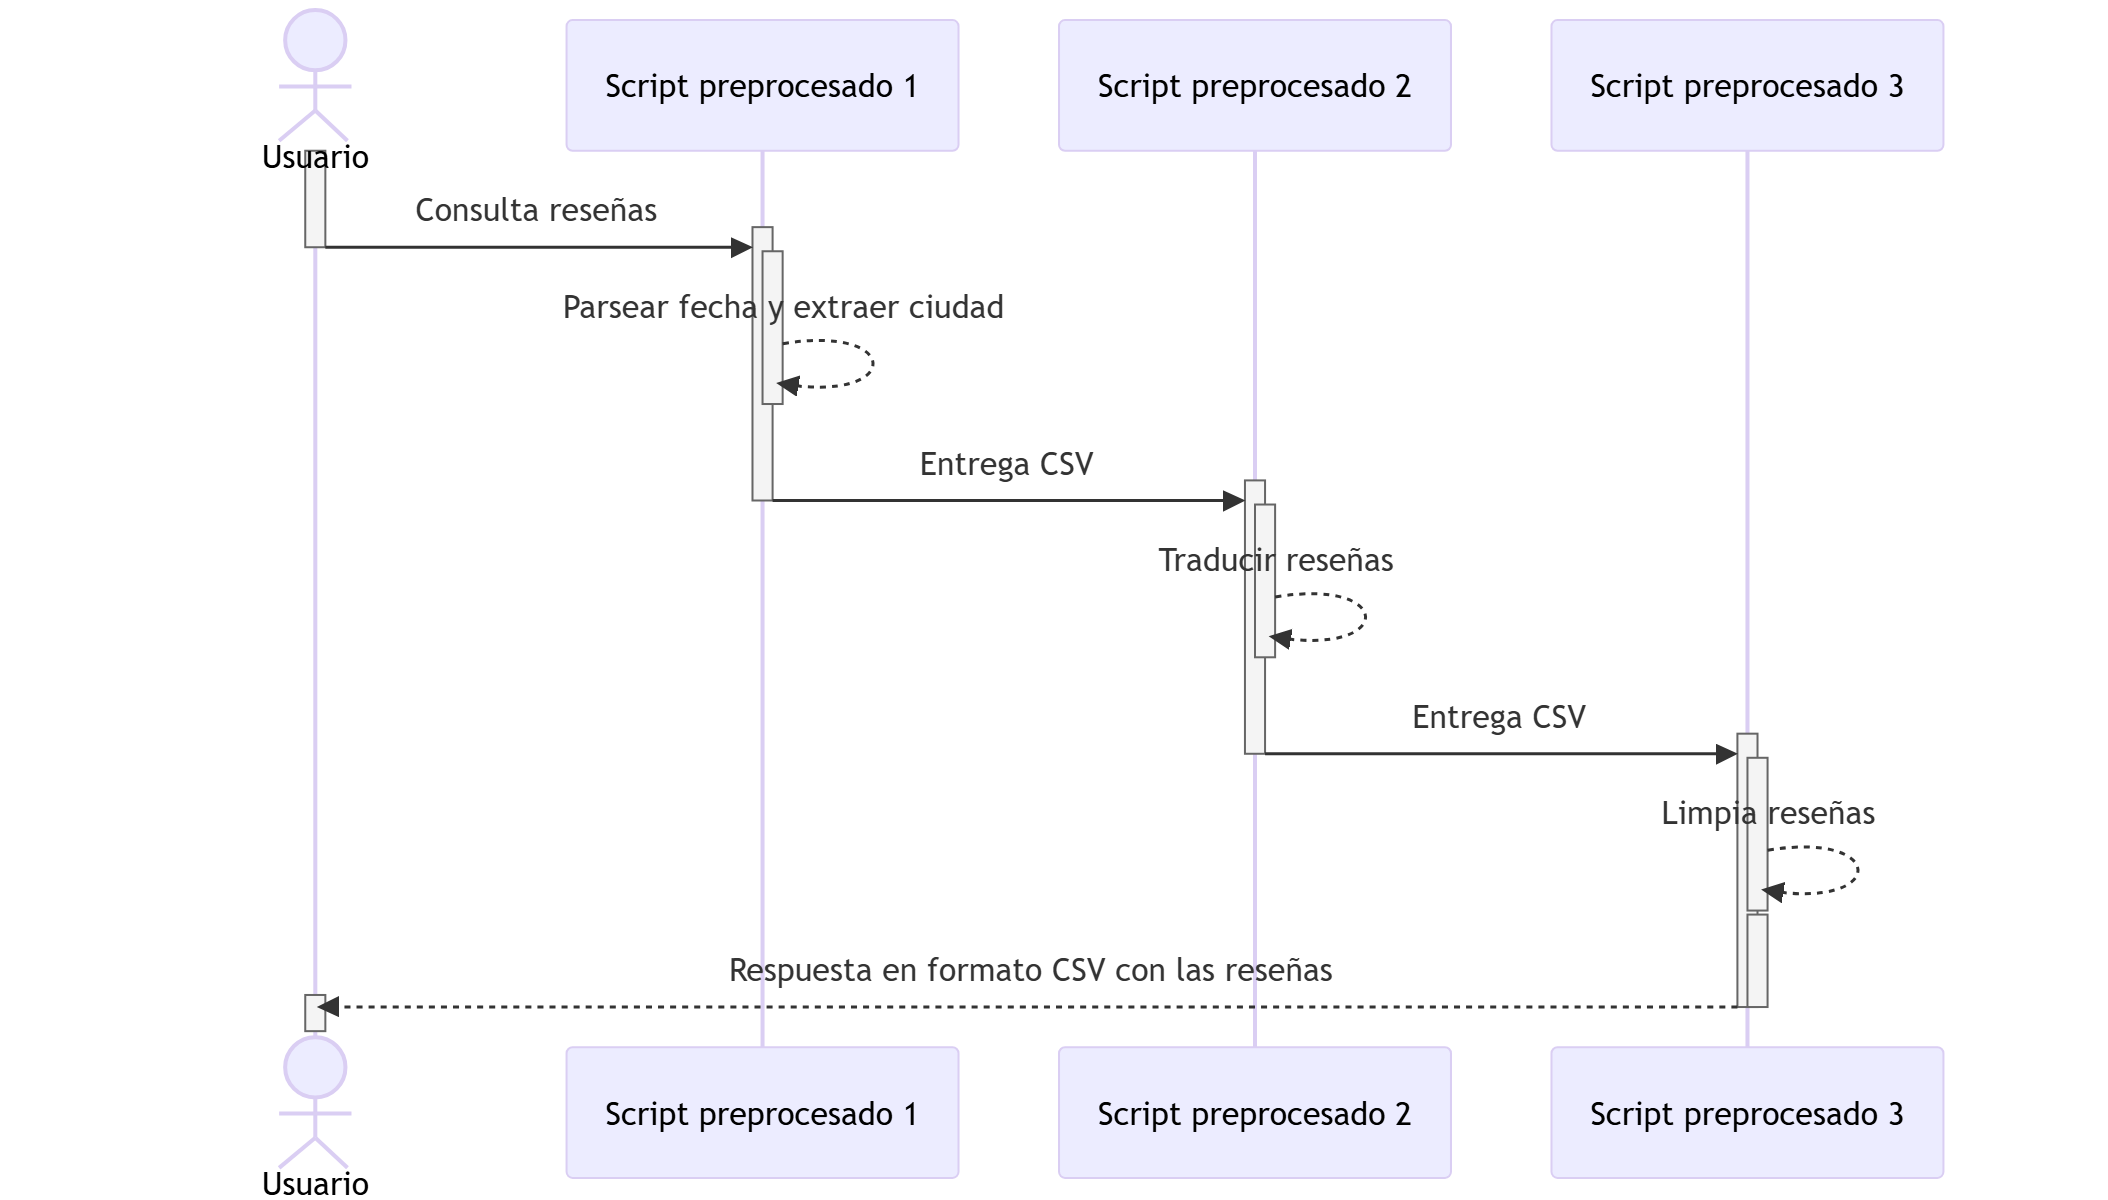 Usuario
Script preprocesado 1
Script preprocesado 2
Script preprocesado 3
Consulta reseñas
Parsear fecha y extraer ciudad
Entrega CSV
Traducir reseñas
Entrega CSV
Limpia reseñas
Respuesta en formato CSV con las reseñas
Script preprocesado 1
Script preprocesado 2
Script preprocesado 3
Usuario